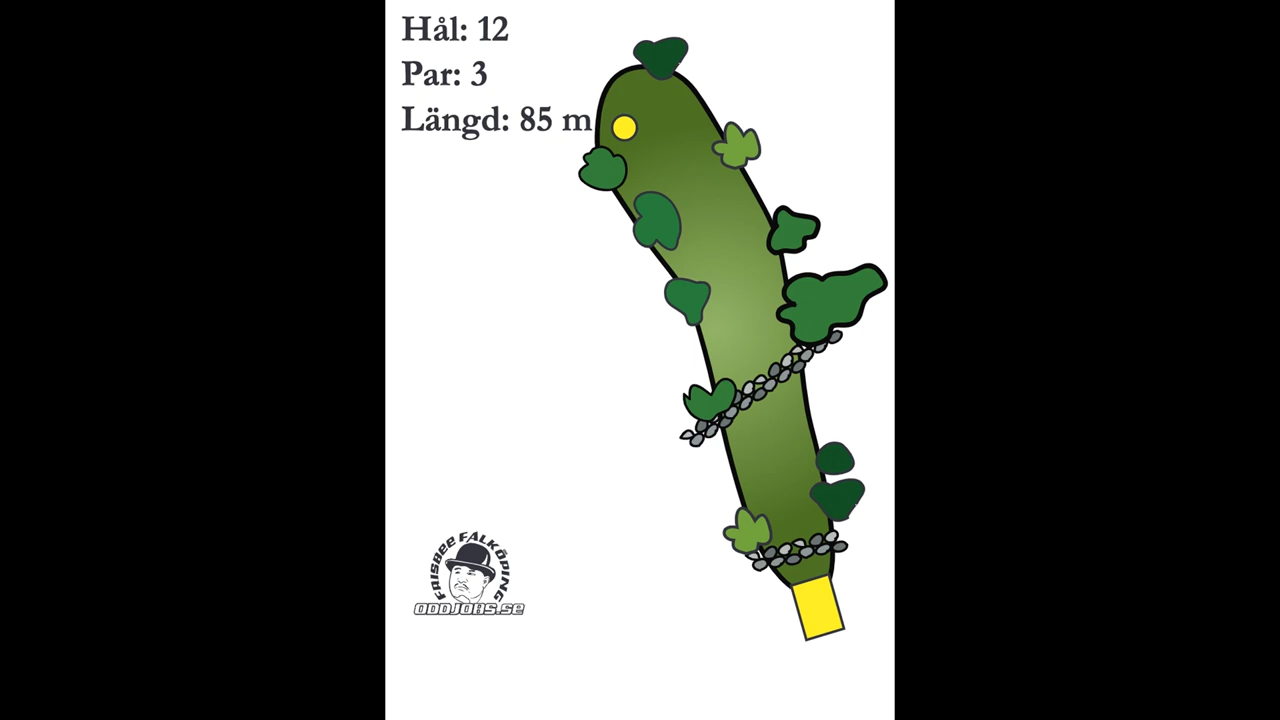 Hål: 12
Par: 3
Längd: 85 m
FRISBEE FALKÖPING
ODDJOBS.SE